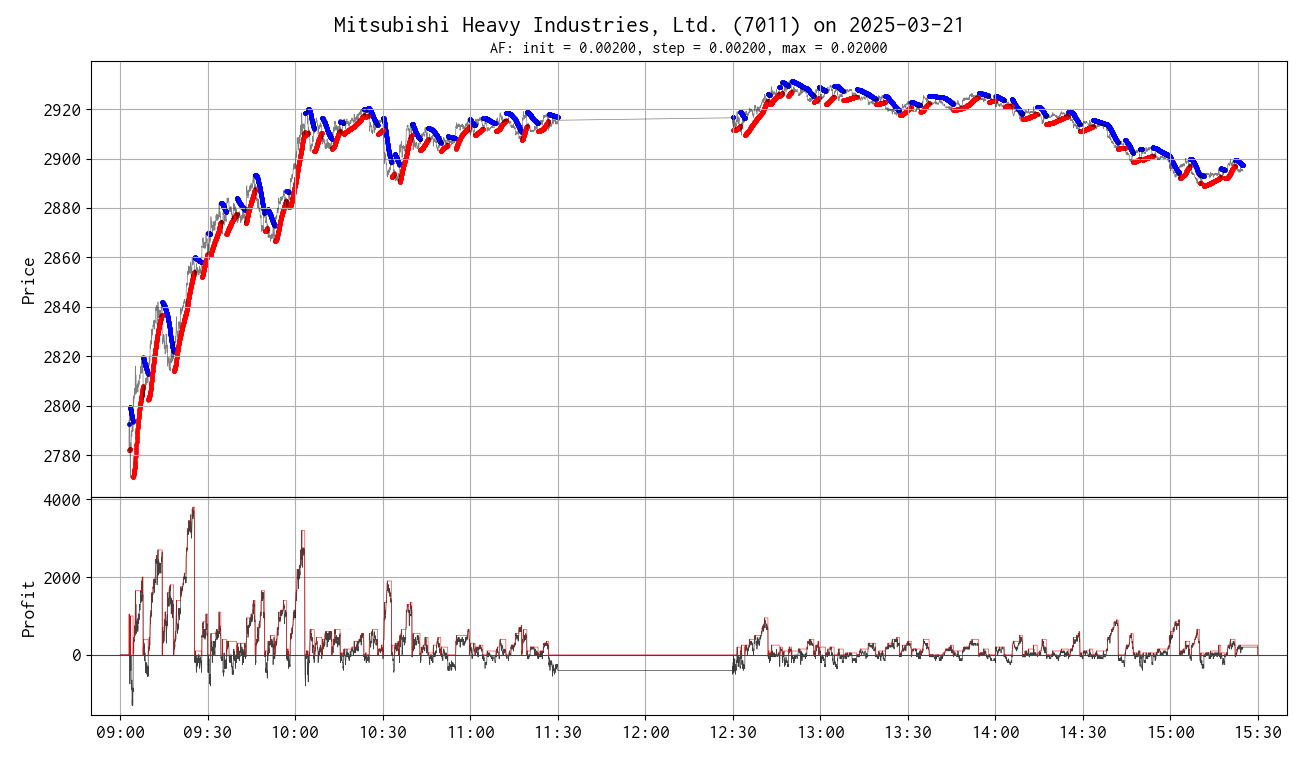 Mitsubishi Heavy Industries, Ltd. (7011) on 2025-03-21
AF: init = 0.00200, step = 0.00200, max = 0.02000
Price
2920
2900
2880
2860
2840
2820
2800
2780
Profit
4000
2000
0
09:00 09:30 10:00 10:30 11:00 11:30 12:00 12:30 13:00 13:30 14:00 14:30 15:00 15:30